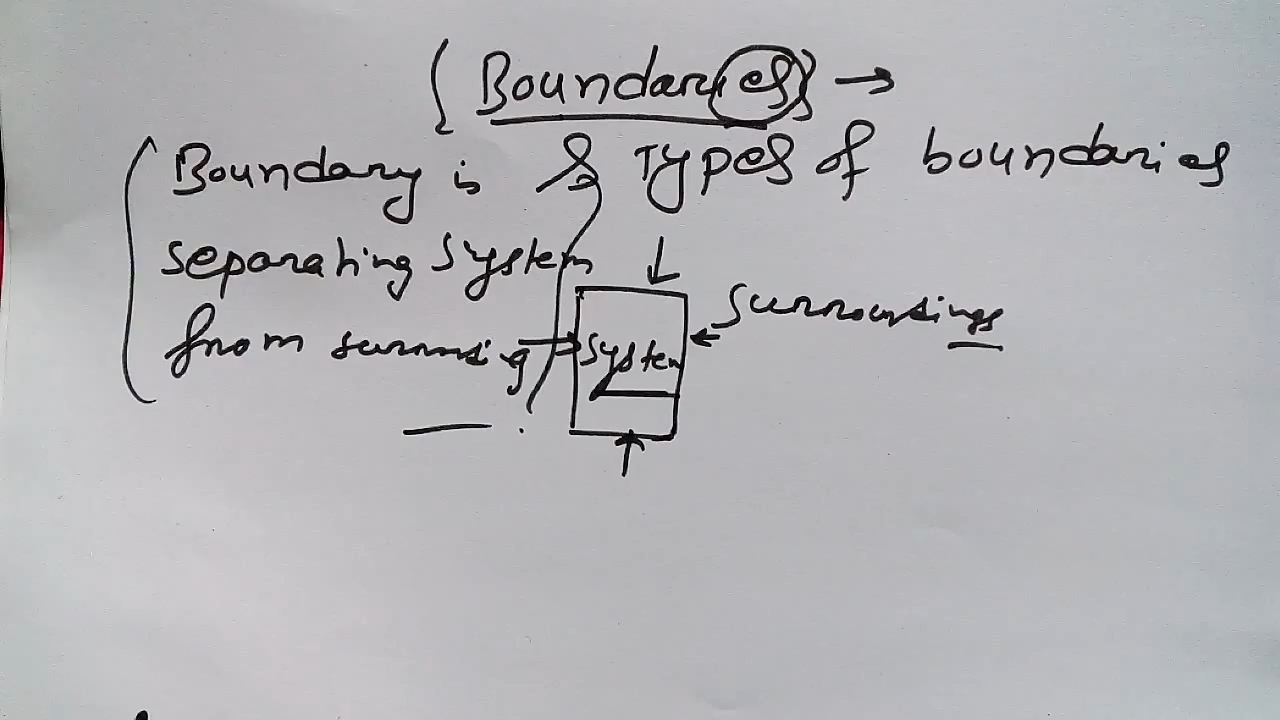 (Boundaries) →
& Types of boundaries
Boundary is
separating system
from surrounding
system
surroundings